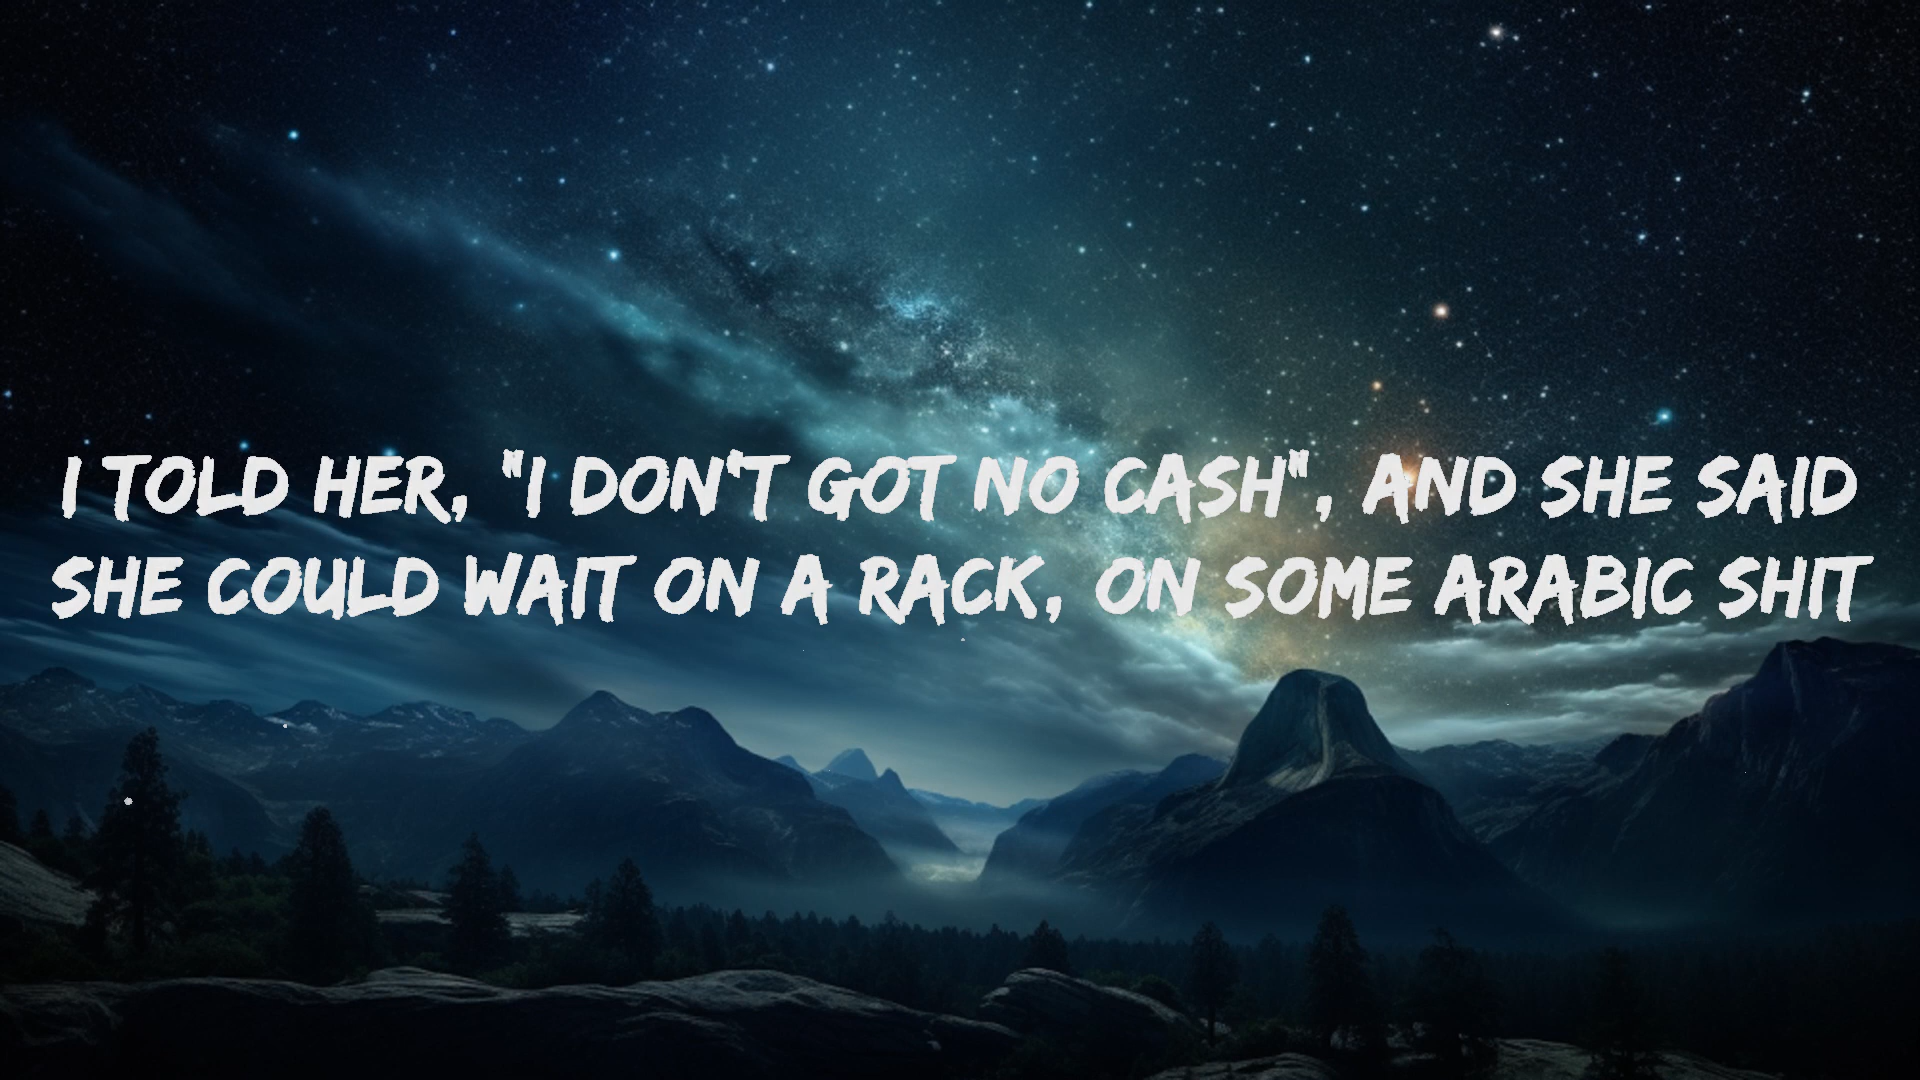 I TOLD HER, "I DON'T GOT NO CASH", AND SHE SAID
SHE COULD WAIT ON A RACK, ON SOME ARABIC SHIT